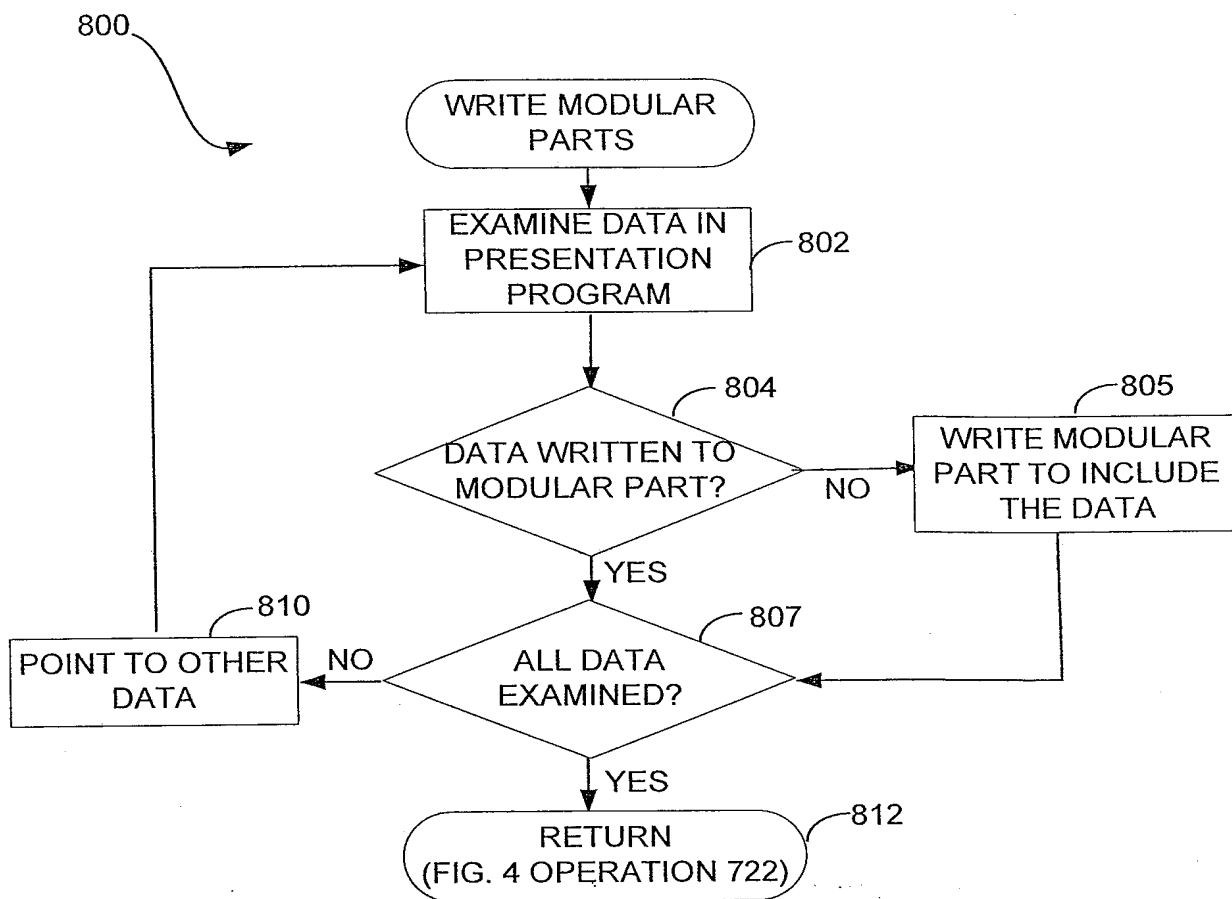 800
WRITE MODULAR
PARTS
EXAMINE DATA IN
PRESENTATION
PROGRAM
802
804
DATA WRITTEN TO
MODULAR PART?
NO
805
WRITE MODULAR
PART TO INCLUDE
THE DATA
YES
807
ALL DATA
EXAMINED?
NO
810
POINT TO OTHER
DATA
YES
812
RETURN
(FIG. 4 OPERATION 722)